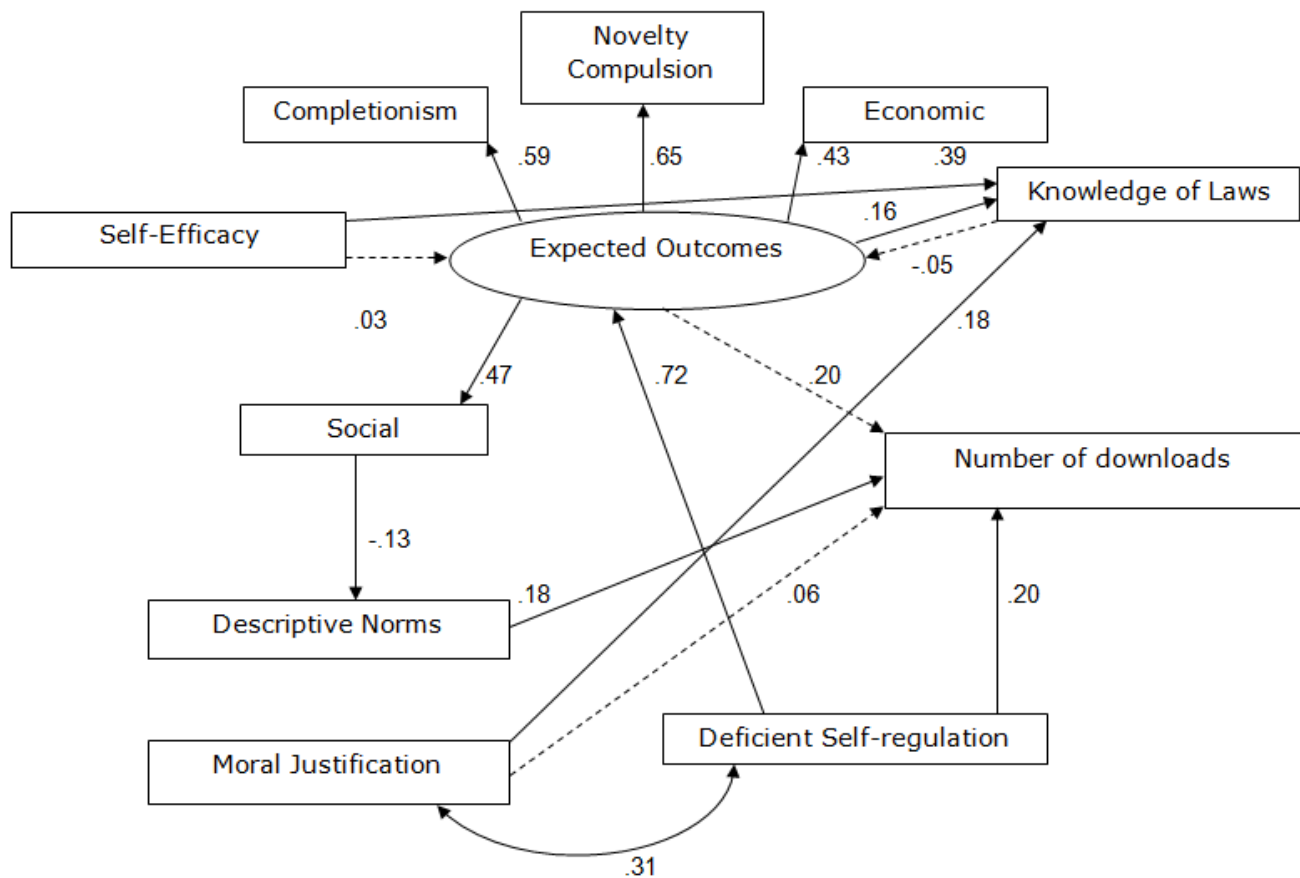 Novelty
Compulsion
Completionism
Economic
.59
.65
.43
.39
Knowledge of Laws
Self-Efficacy
.16
Expected Outcomes
-.05
.03
.18
.47
.72
.20
Social
Number of downloads
-.13
.18
.06
.20
Descriptive Norms
Deficient Self-regulation
Moral Justification
.31